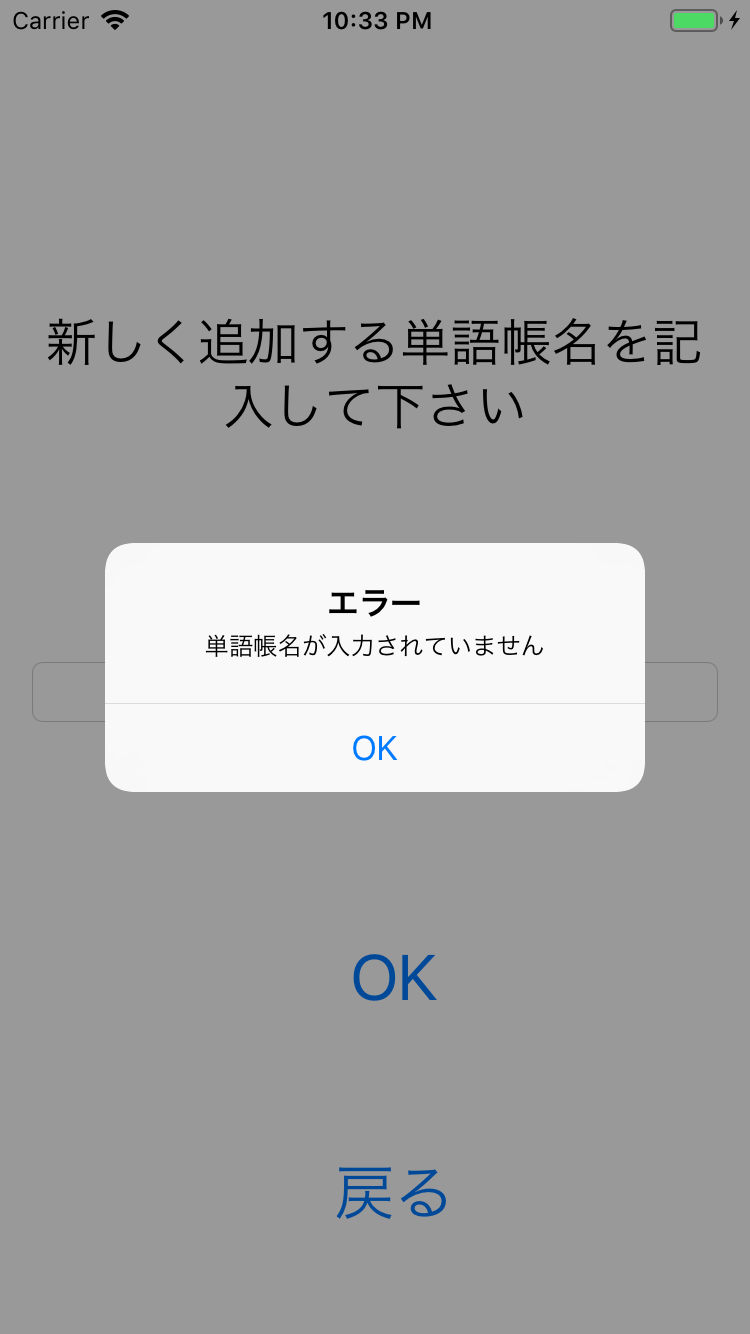 Carrier 10:33 PM
新しく追加する単語帳名を記
入して下さい
エラー
単語帳名が入力されていません
OK
OK
戻る